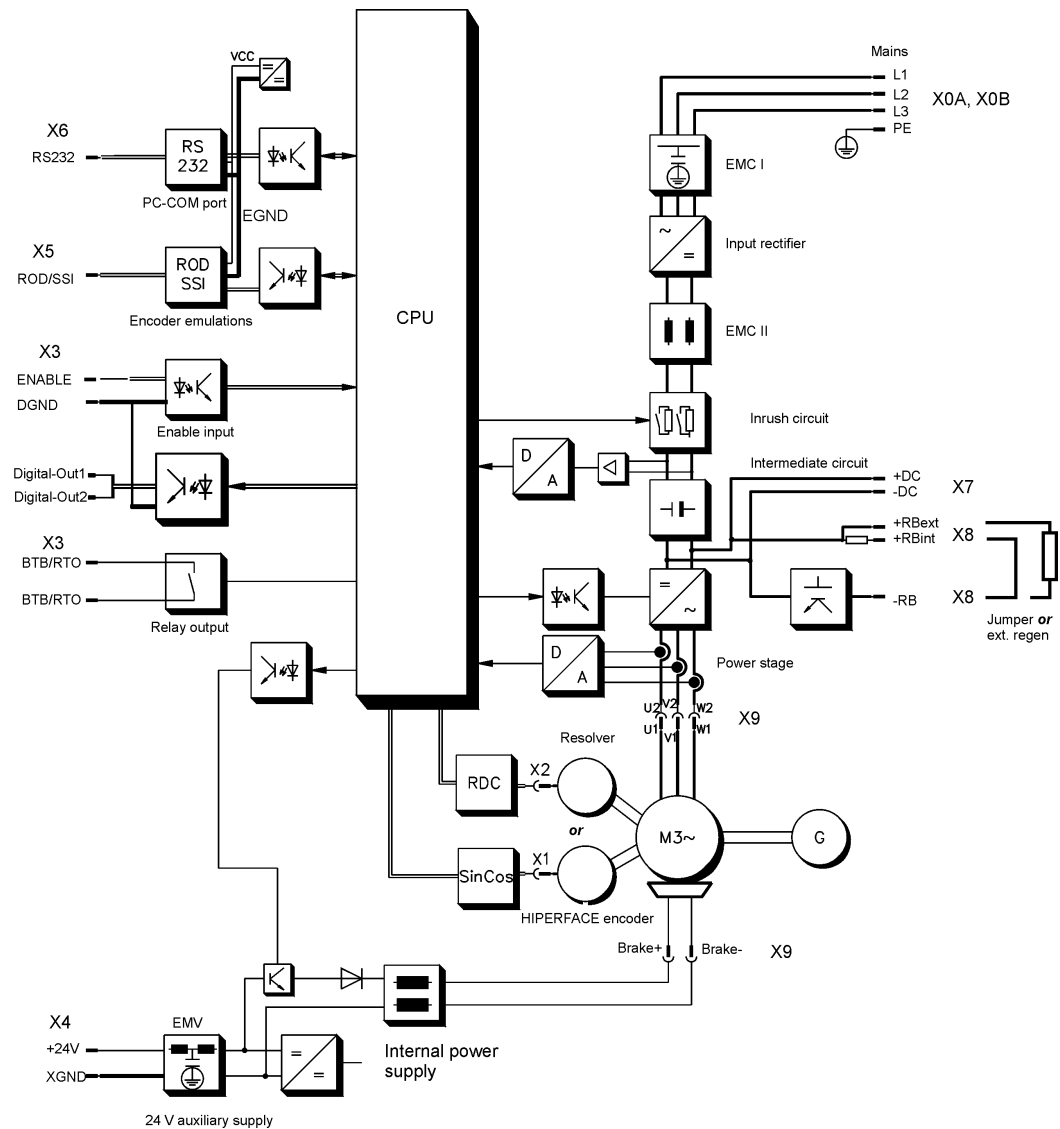 VCC
Mains
L1
L2
L3
PE
X0A, X0B
X6
RS232
RS
232
PC-COM port
EMC I
EGND
X5
ROD/SSI
ROD
SSI
Encoder emulations
~
=
Input rectifier
CPU
EMC II
X3
ENABLE
DGND
Enable input
Inrush circuit
D
A
Digital-Out1
Digital-Out2
Intermediate circuit
+DC
-DC
X7
+RBext
+RBint
X8
X3
BTB/RTO
BTB/RTO
Relay output
=
~
-RB
X8
Jumper or
ext. regen
D
A
Power stage
U2
V2
W2
U1
V1
W1
X9
Resolver
RDC
X2
or
M3~
G
SinCos
X1
HIPERFACE encoder
Brake+
Brake-
X9
X4
+24V
XGND
EMV
=
=
Internal power
supply
24 V auxiliary supply